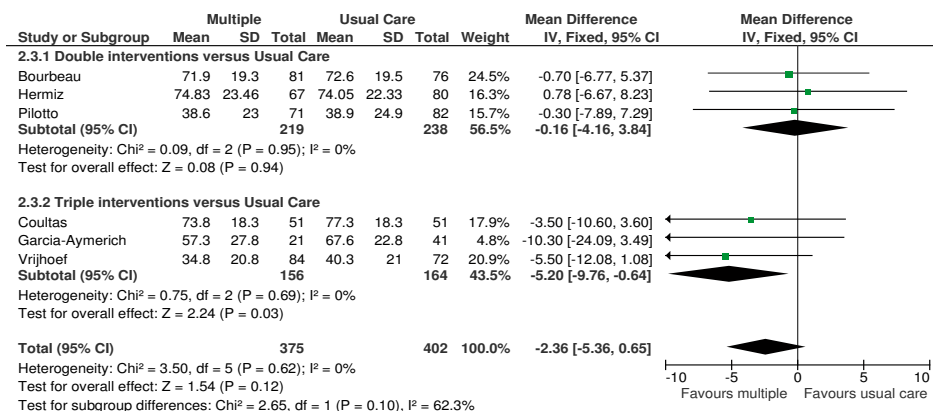 Multiple Usual Care Mean Difference Mean Difference
Study or Subgroup Mean SD Total Mean SD Total Weight IV, Fixed, 95% CI IV, Fixed, 95% CI
2.3.1 Double interventions versus Usual Care
Bourbeau 71.9 19.3 81 72.6 19.5 76 24.5% -0.70 [-6.77, 5.37]
Hermiz 74.83 23.46 67 74.05 22.33 80 16.3% 0.78 [-6.67, 8.23]
Pilotto 38.6 23 71 38.9 24.9 82 15.7% -0.30 [-7.89, 7.29]
Subtotal (95% CI) 219 238 56.5% -0.16 [-4.16, 3.84]
Heterogeneity: Chi² = 0.09, df = 2 (P = 0.95); I² = 0%
Test for overall effect: Z = 0.08 (P = 0.94)
2.3.2 Triple interventions versus Usual Care
Coultas 73.8 18.3 51 77.3 18.3 51 17.9% -3.50 [-10.60, 3.60]
Garcia-Aymerich 57.3 27.8 21 67.6 22.8 41 4.8% -10.30 [-24.09, 3.49]
Vrijhoef 34.8 20.8 84 40.3 21 72 20.9% -5.50 [-12.08, 1.08]
Subtotal (95% CI) 156 164 43.5% -5.20 [-9.76, -0.64]
Heterogeneity: Chi² = 0.75, df = 2 (P = 0.69); I² = 0%
Test for overall effect: Z = 2.24 (P = 0.03)
Total (95% CI) 375 402 100.0% -2.36 [-5.36, 0.65]
Heterogeneity: Chi² = 3.50, df = 5 (P = 0.62); I² = 0%
Test for overall effect: Z = 1.54 (P = 0.12)
Test for subgroup differences: Chi² = 2.65, df = 1 (P = 0.10), I² = 62.3%
-10 -5 0 5 10
Favours multiple Favours usual care